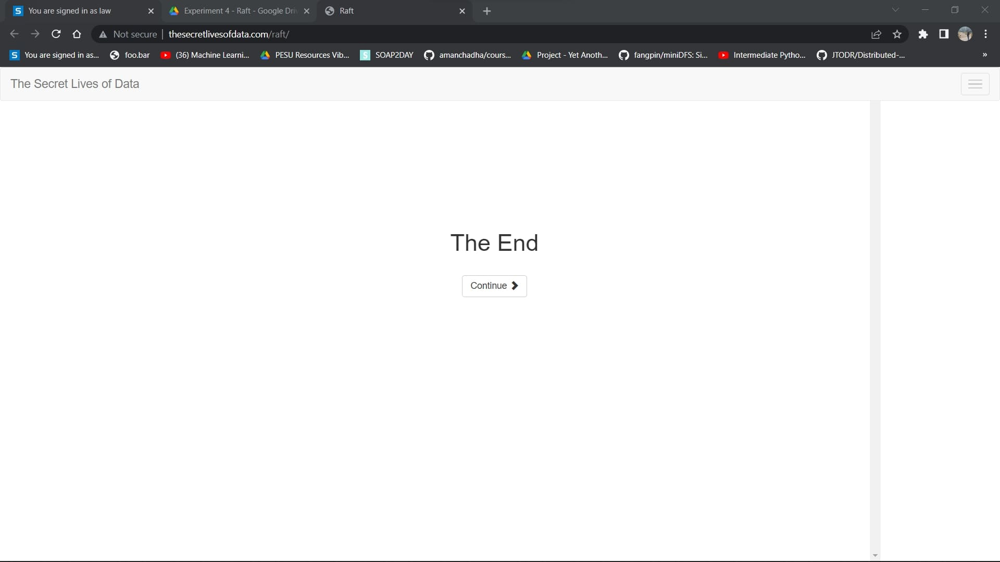 You are signed in as law
Experiment 4 - Raft - Google Dri
Raft
Not secure
thesecretlivesofdata.com/raft/
You are signed in as...
foo.bar
(36) Machine Learni...
PESU Resources Vib...
SOAP2DAY
amanchadha/cours...
Project - Yet Anoth...
fangpin/miniDFS: Si...
Intermediate Pytho...
JTODR/Distributed-...
»
The Secret Lives of Data
The End
Continue